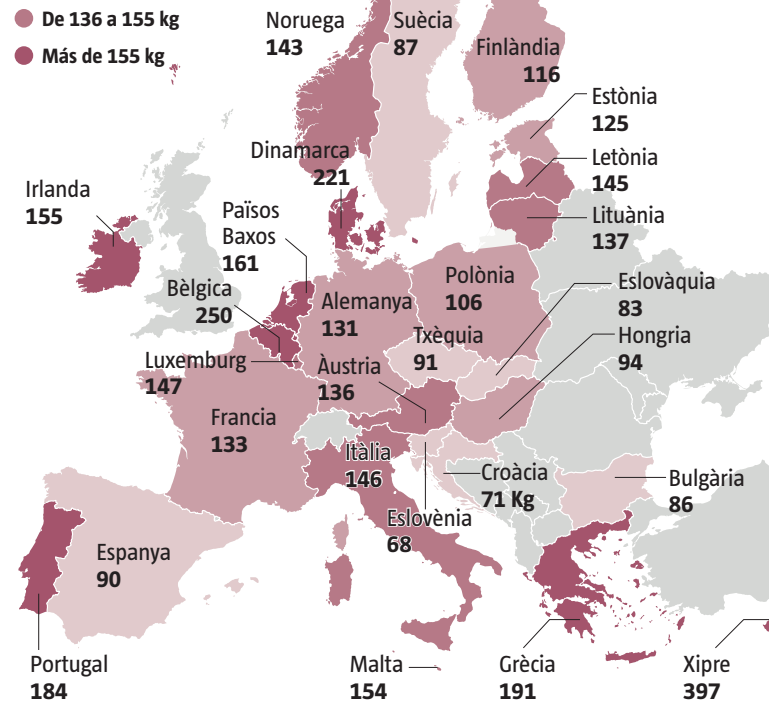 De 136 a 155 kg
Más de 155 kg
Noruega
143
Suècia
87
Finlàndia
116
Estònia
125
Letònia
145
Lituània
137
Dinamarca
221
Irlanda
155
Països
Baxos
161
Bèlgica
250
Alemanya
131
Polònia
106
Eslovàquia
83
Txèquia
91
Hongria
94
Luxemburg
147
Àustria
136
Francia
133
Itàlia
146
Croàcia
71 Kg
Bulgària
86
Eslovènia
68
Espanya
90
Portugal
184
Malta
154
Grècia
191
Xipre
397